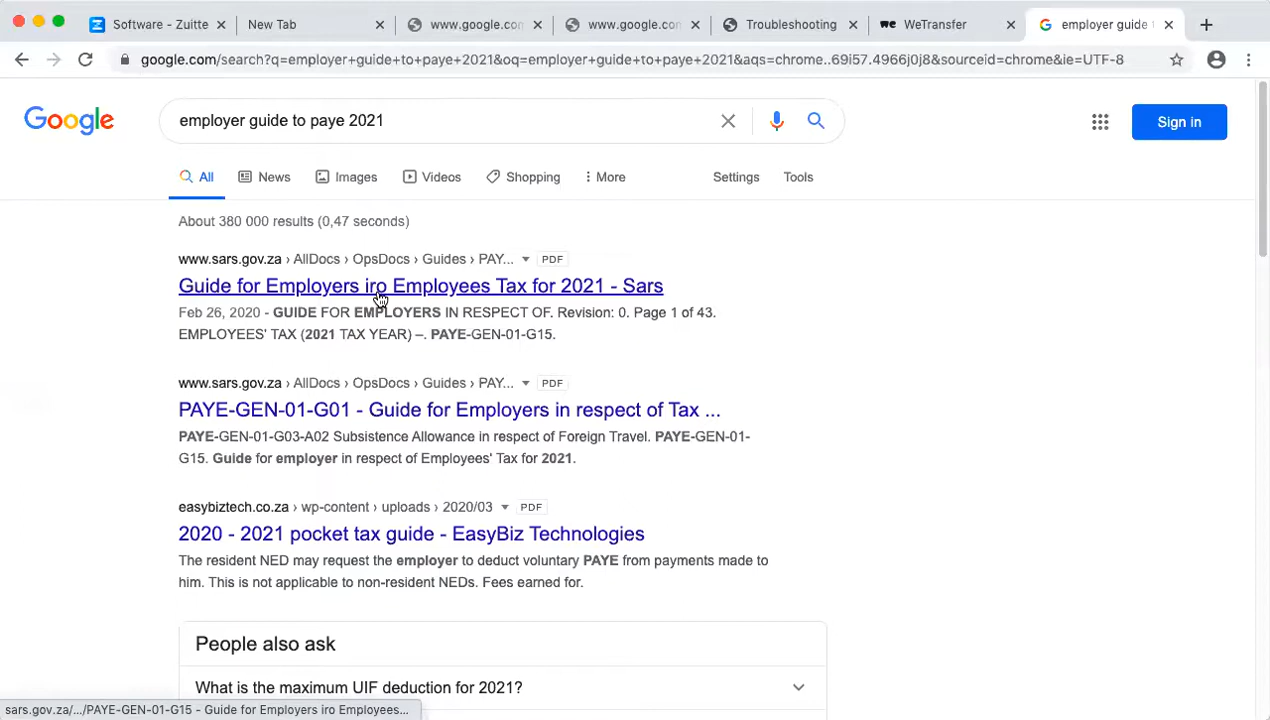 Software - Zuitte
New Tab
www.google.con
www.google.con
Troubleshooting
WeTransfer
employer guide t
google.com/search?q=employer+guide+to+paye+2021&oq=employer+guide+to+paye+2021&aqs=chrome..69i57.4966j0j8&sourceid=chrome&ie=UTF-8
Google
employer guide to paye 2021
Sign in
All
News
Images
Videos
Shopping
More
Settings
Tools
About 380 000 results (0,47 seconds)
www.sars.gov.za › AllDocs › OpsDocs › Guides › PAY... PDF
Guide for Employers iro Employees Tax for 2021 - Sars
Feb 26, 2020 - GUIDE FOR EMPLOYERS IN RESPECT OF. Revision: 0. Page 1 of 43.
EMPLOYEES' TAX (2021 TAX YEAR) –. PAYE-GEN-01-G15.
www.sars.gov.za › AllDocs › OpsDocs › Guides › PAY... PDF
PAYE-GEN-01-G01 - Guide for Employers in respect of Tax ...
PAYE-GEN-01-G03-A02 Subsistence Allowance in respect of Foreign Travel. PAYE-GEN-01-
G15. Guide for employer in respect of Employees' Tax for 2021.
easybiztech.co.za › wp-content › uploads › 2020/03 PDF
2020 - 2021 pocket tax guide - EasyBiz Technologies
The resident NED may request the employer to deduct voluntary PAYE from payments made to
him. This is not applicable to non-resident NEDs. Fees earned for.
People also ask
What is the maximum UIF deduction for 2021?
sars.gov.za/.../PAYE-GEN-01-G15 - Guide for Employers iro Employees...